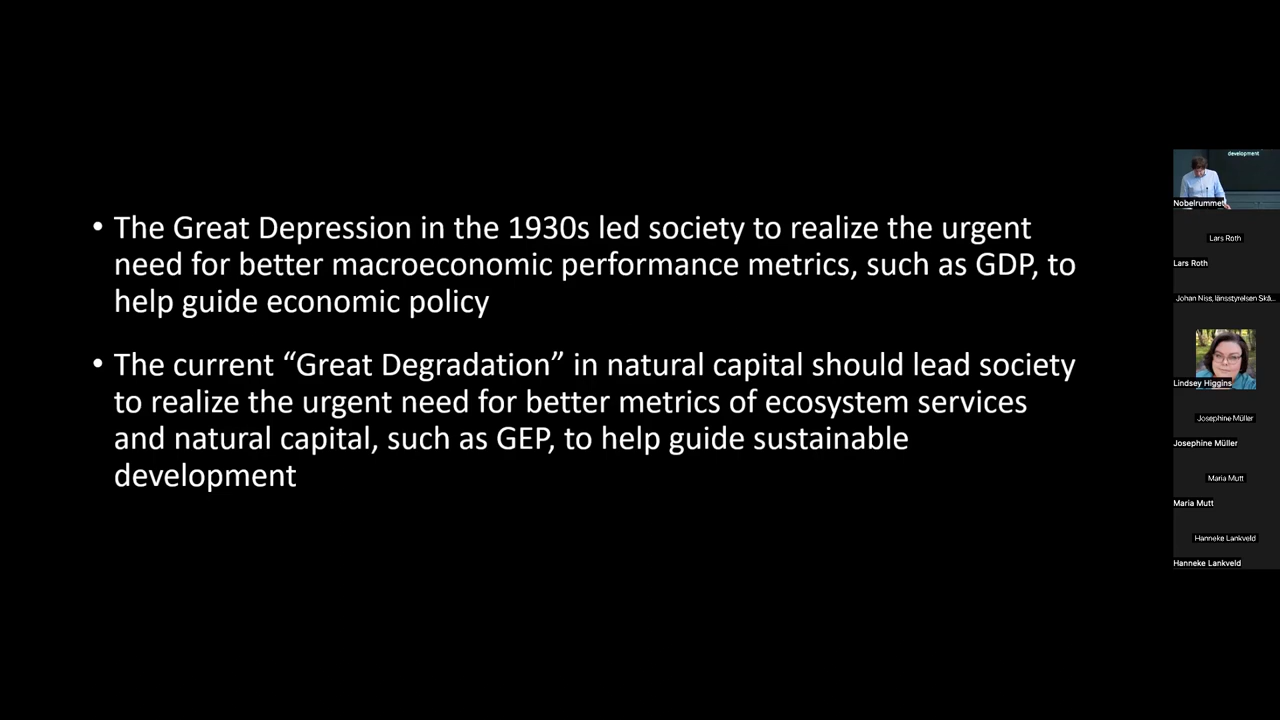 • The Great Depression in the 1930s led society to realize the urgent
need for better macroeconomic performance metrics, such as GDP, to
help guide economic policy
• The current “Great Degradation” in natural capital should lead society
to realize the urgent need for better metrics of ecosystem services
and natural capital, such as GEP, to help guide sustainable
development
development
Nobelrummet
Lars Roth
Lars Roth
Johan Niss, länsstyrelsen Skå...
Lindsey Higgins
Josephine Müller
Josephine Müller
Maria Mutt
Maria Mutt
Hanneke Lankveld
Hanneke Lankveld